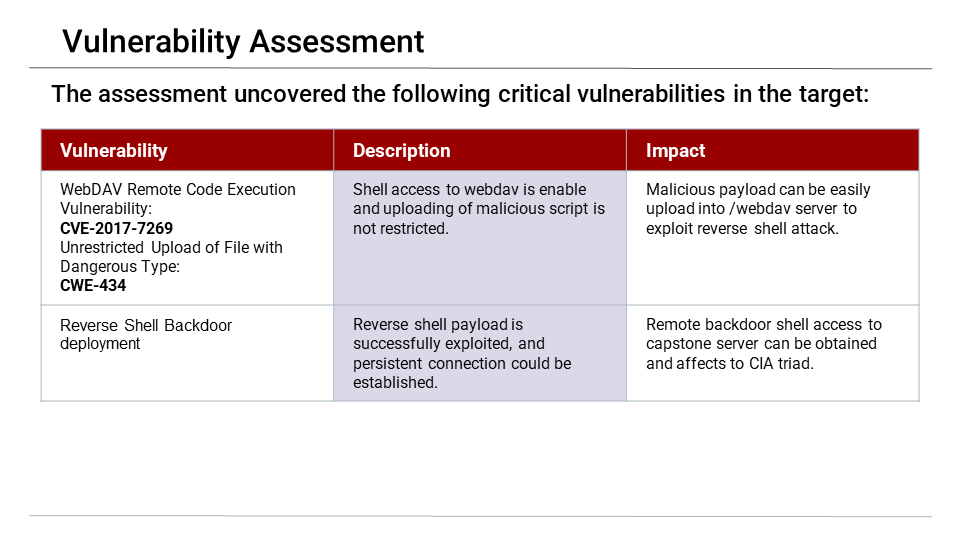 Vulnerability Assessment
The assessment uncovered the following critical vulnerabilities in the target:
Vulnerability
Description
Impact
WebDAV Remote Code Execution
Vulnerability:
CVE-2017-7269
Unrestricted Upload of File with
Dangerous Type:
CWE-434
Shell access to webdav is enable
and uploading of malicious script is
not restricted.
Malicious payload can be easily
upload into /webdav server to
exploit reverse shell attack.
Reverse Shell Backdoor
deployment
Reverse shell payload is
successfully exploited, and
persistent connection could be
established.
Remote backdoor shell access to
capstone server can be obtained
and affects to CIA triad.